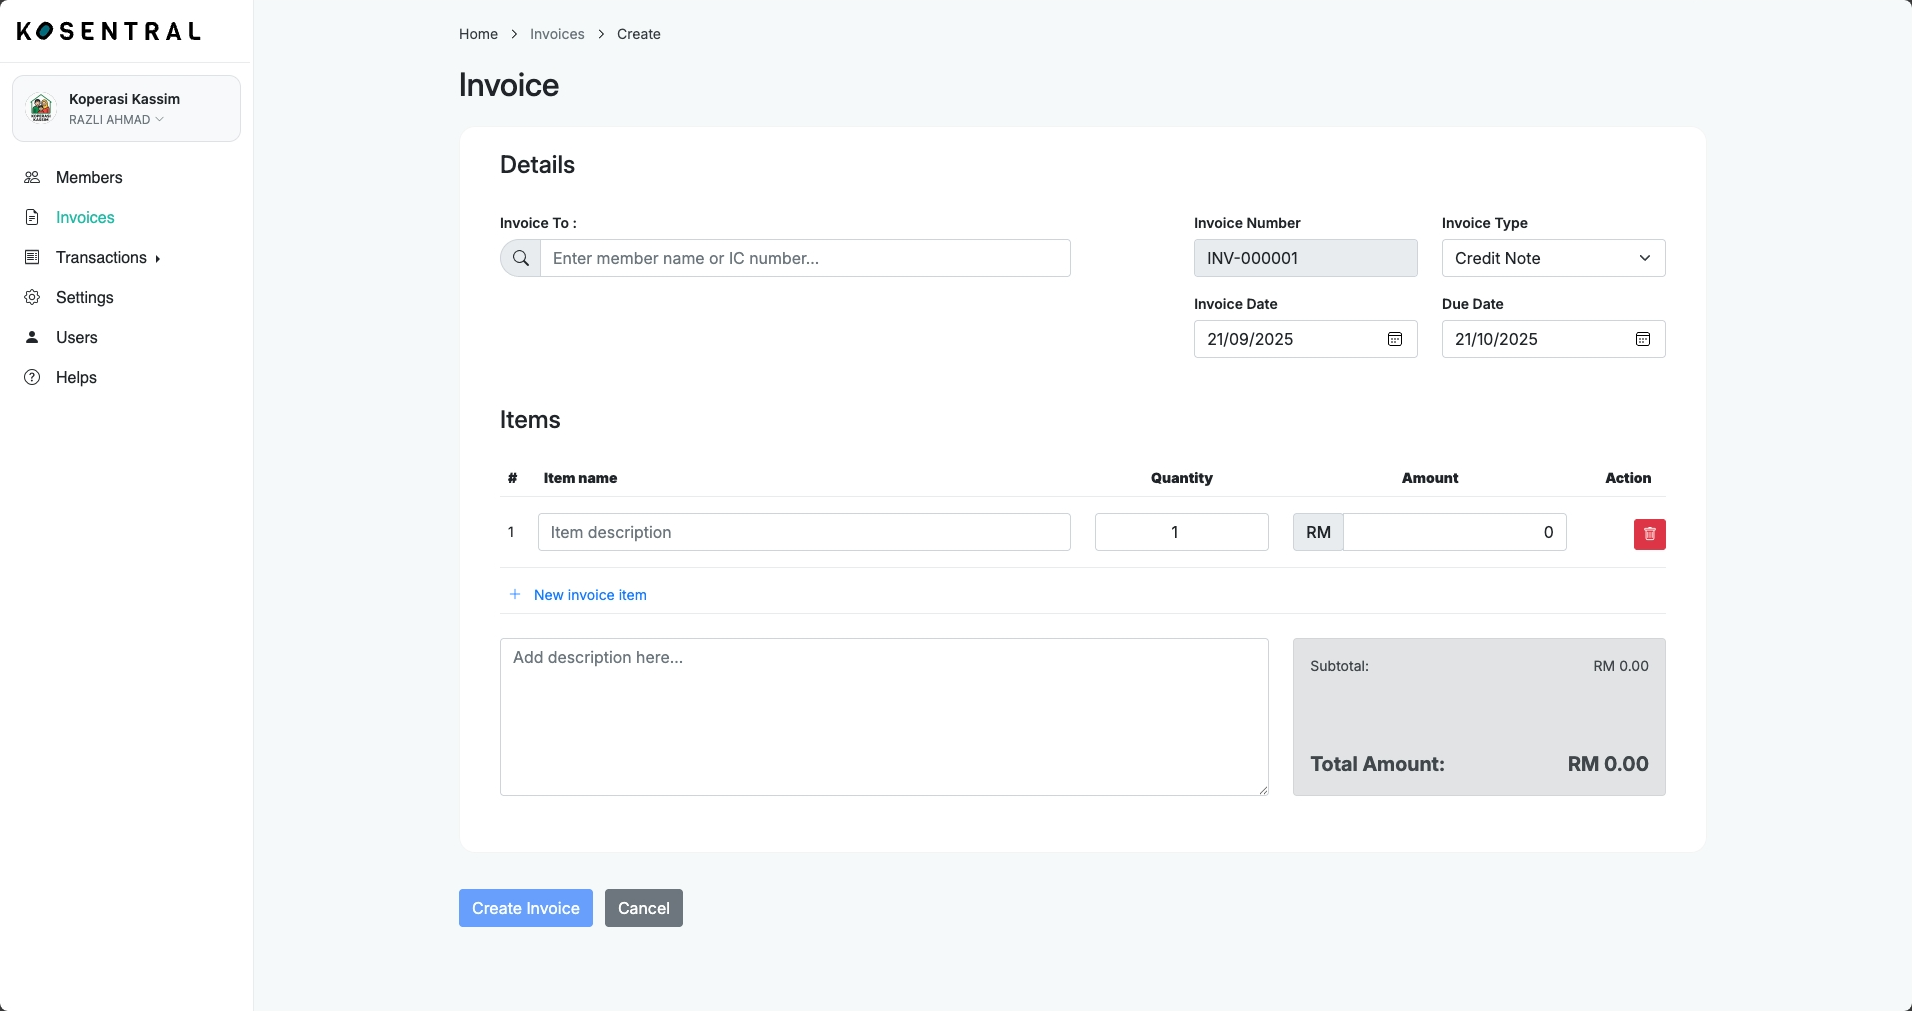 KOSENTRAL
Koperasi Kassim
RAZLI AHMAD
Members
Invoices
Transactions
Settings
Users
Helps
Home > Invoices > Create
Invoice
Details
Invoice To :
Enter member name or IC number...
Invoice Number
INV-000001
Invoice Type
Credit Note
Invoice Date
21/09/2025
Due Date
21/10/2025
Items
# Item name Quantity Amount Action
1 Item description 1 RM 0
+ New invoice item
Add description here...
Subtotal: RM 0.00
Total Amount: RM 0.00
Create Invoice Cancel